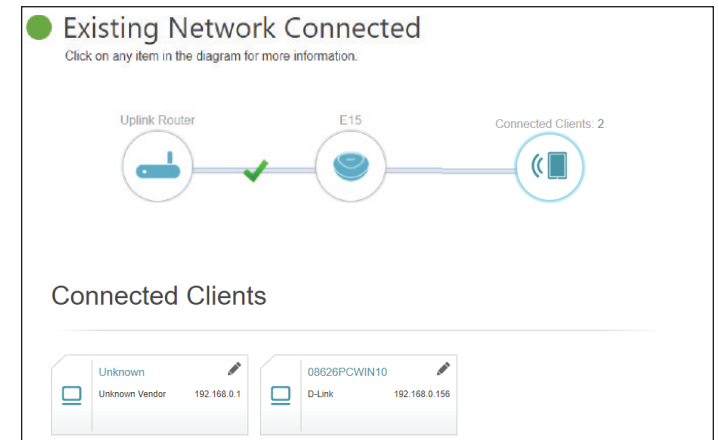 Existing Network Connected
Click on any item in the diagram for more information.
Uplink Router
E15
Connected Clients: 2
Connected Clients
Unknown
Unknown Vendor 192.168.0.1
08626PCWIN10
D-Link 192.168.0.156